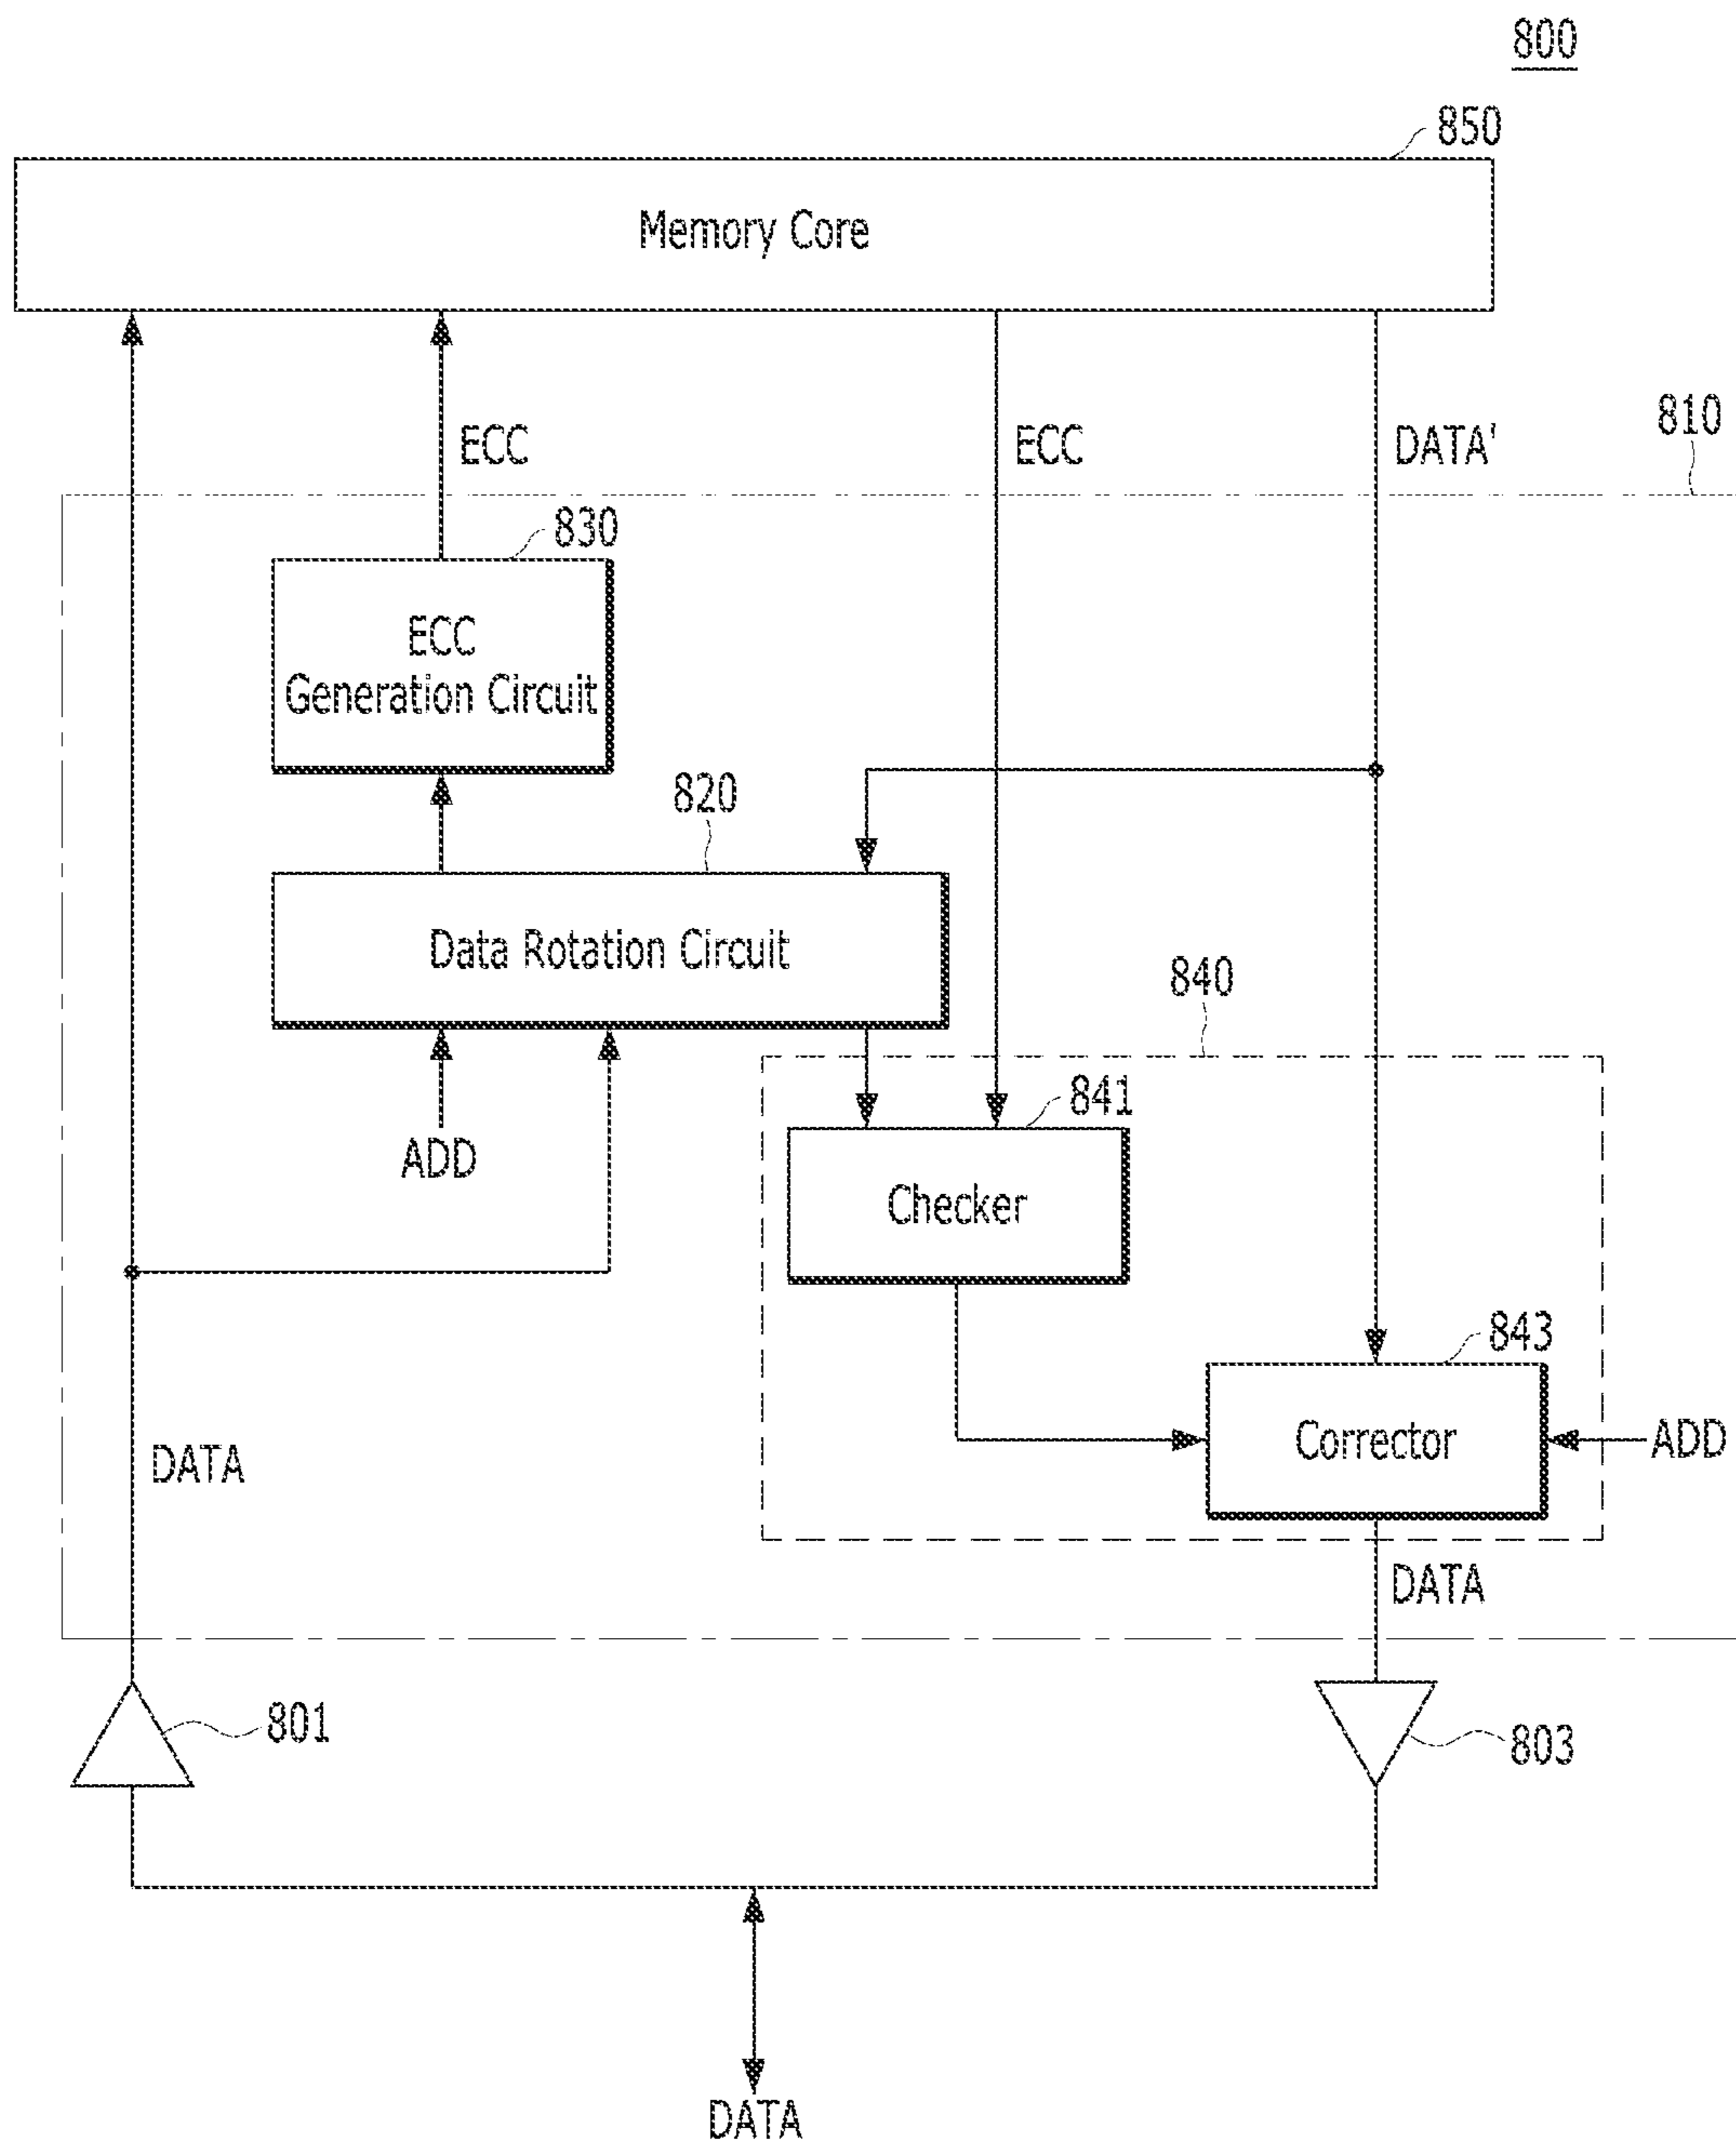 800
850
Memory Core
810
ECC
ECC
DATA'
830
ECC
Generation Circuit
820
Data Rotation Circuit
840
841
ADD
Checker
843
Corrector
ADD
DATA
DATA
801
803
DATA